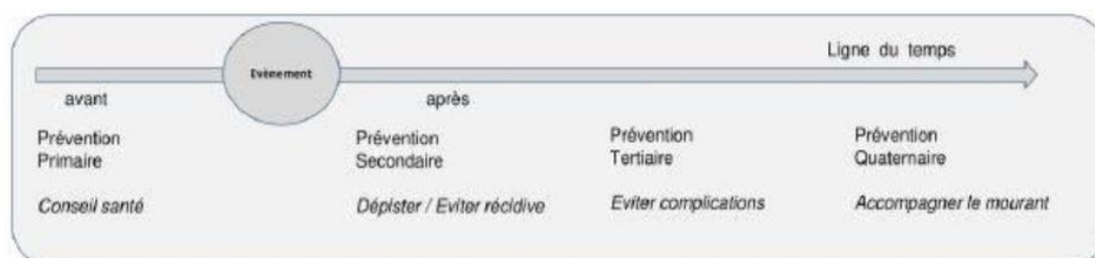 Ligne du temps
Evènement
avant
après
Prévention
Primaire
Conseil santé
Prévention
Secondaire
Dépister / Eviter récidive
Prévention
Tertiaire
Eviter complications
Prévention
Quaternaire
Accompagner le mourant